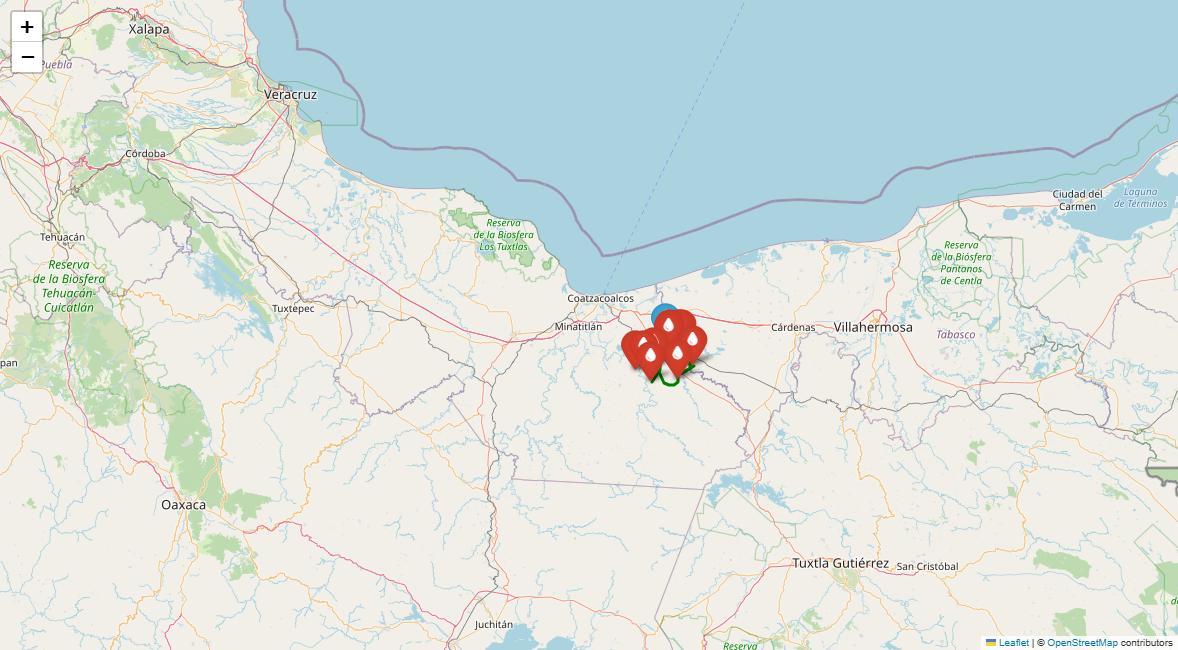 +
−
Xalapa
Puebla
Veracruz
Córdoba
Tehuacán
Reserva
de la Biosfera
Tehuacán-
Cuicatlán
Tuxtepec
pan
Oaxaca
Reserva
de la Biosfera
Los Tuxtlas
Coatzacoalcos
Minatitlán
Cárdenas
Villahermosa
Ciudad del
Carmen
Laguna
de Términos
Reserva
de la Biósfera
Pantanos
de Centla
Tabasco
Tuxtla Gutiérrez
San Cristóbal
Juchitán
Reserva
Leaflet | © OpenStreetMap contributors